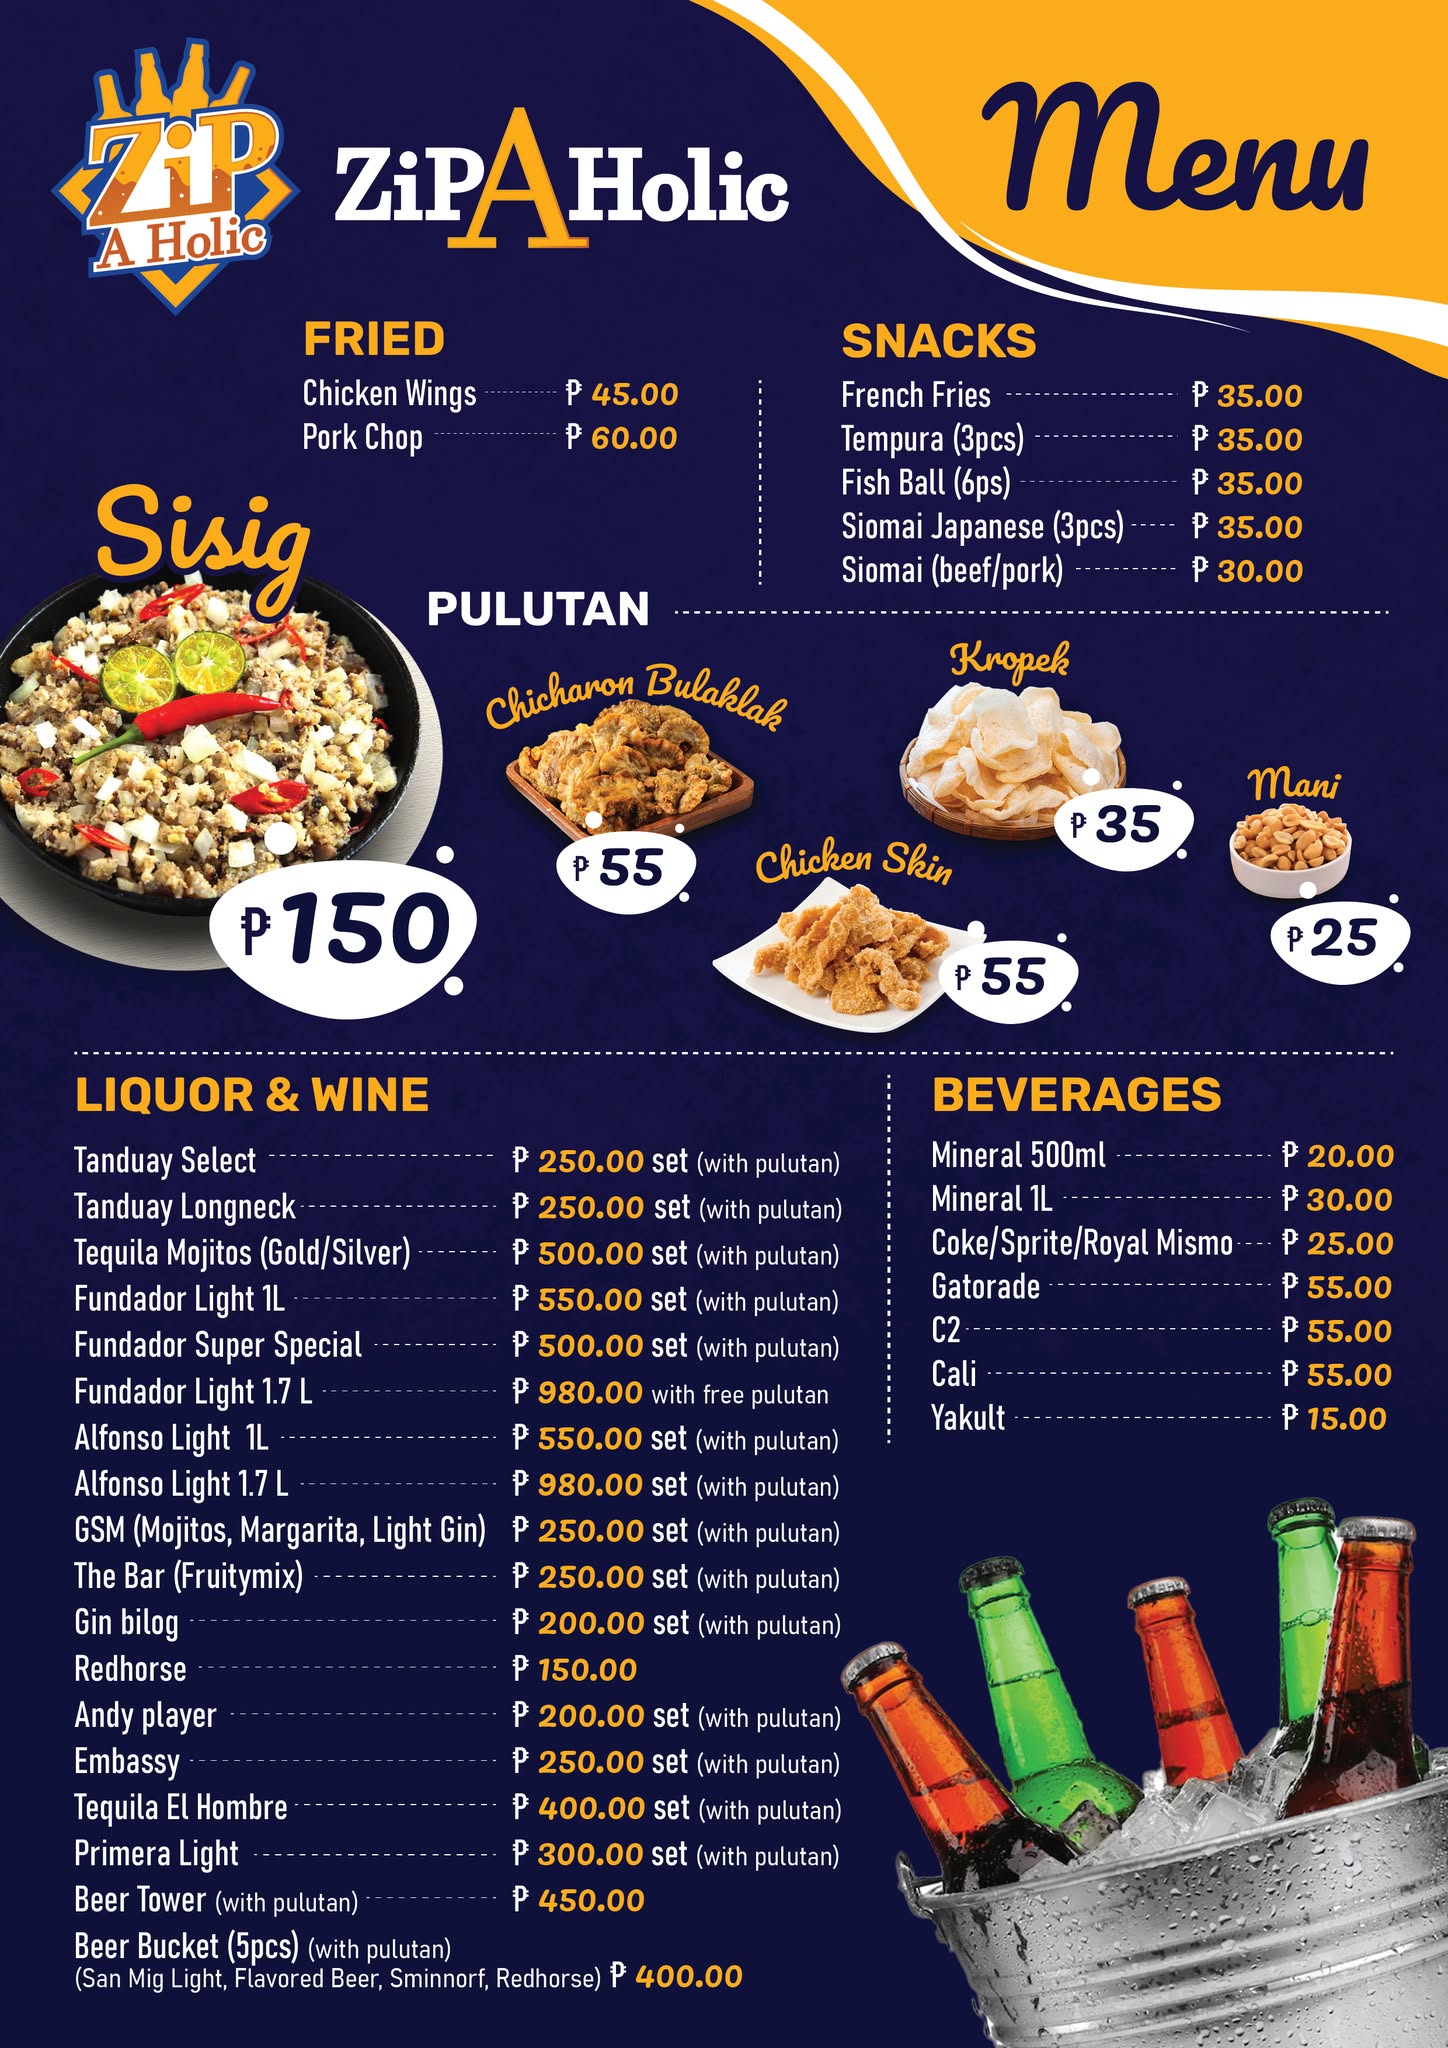 ZiP
A Holic
ZiPAHolic
Menu
FRIED
Chicken Wings ₱ 45.00
Pork Chop ₱ 60.00
SNACKS
French Fries ₱ 35.00
Tempura (3pcs) ₱ 35.00
Fish Ball (6ps) ₱ 35.00
Siomai Japanese (3pcs) ₱ 35.00
Siomai (beef/pork) ₱ 30.00
Sisig
₱150
PULUTAN
Chicharon Bulaklak
₱ 55
Kropek
₱ 35
Chicken Skin
₱ 55
Mani
₱ 25
LIQUOR & WINE
Tanduay Select ₱ 250.00 set (with pulutan)
Tanduay Longneck ₱ 250.00 set (with pulutan)
Tequila Mojitos (Gold/Silver) ₱ 500.00 set (with pulutan)
Fundador Light 1L ₱ 550.00 set (with pulutan)
Fundador Super Special ₱ 500.00 set (with pulutan)
Fundador Light 1.7 L ₱ 980.00 with free pulutan
Alfonso Light 1L ₱ 550.00 set (with pulutan)
Alfonso Light 1.7 L ₱ 980.00 set (with pulutan)
GSM (Mojitos, Margarita, Light Gin) ₱ 250.00 set (with pulutan)
The Bar (Fruitymix) ₱ 250.00 set (with pulutan)
Gin bilog ₱ 200.00 set (with pulutan)
Redhorse ₱ 150.00
Andy player ₱ 200.00 set (with pulutan)
Embassy ₱ 250.00 set (with pulutan)
Tequila El Hombre ₱ 400.00 set (with pulutan)
Primera Light ₱ 300.00 set (with pulutan)
Beer Tower (with pulutan) ₱ 450.00
Beer Bucket (5pcs) (with pulutan)
(San Mig Light, Flavored Beer, Sminnorf, Redhorse) ₱ 400.00
BEVERAGES
Mineral 500ml ₱ 20.00
Mineral 1L ₱ 30.00
Coke/Sprite/Royal Mismo ₱ 25.00
Gatorade ₱ 55.00
C2 ₱ 55.00
Cali ₱ 55.00
Yakult ₱ 15.00